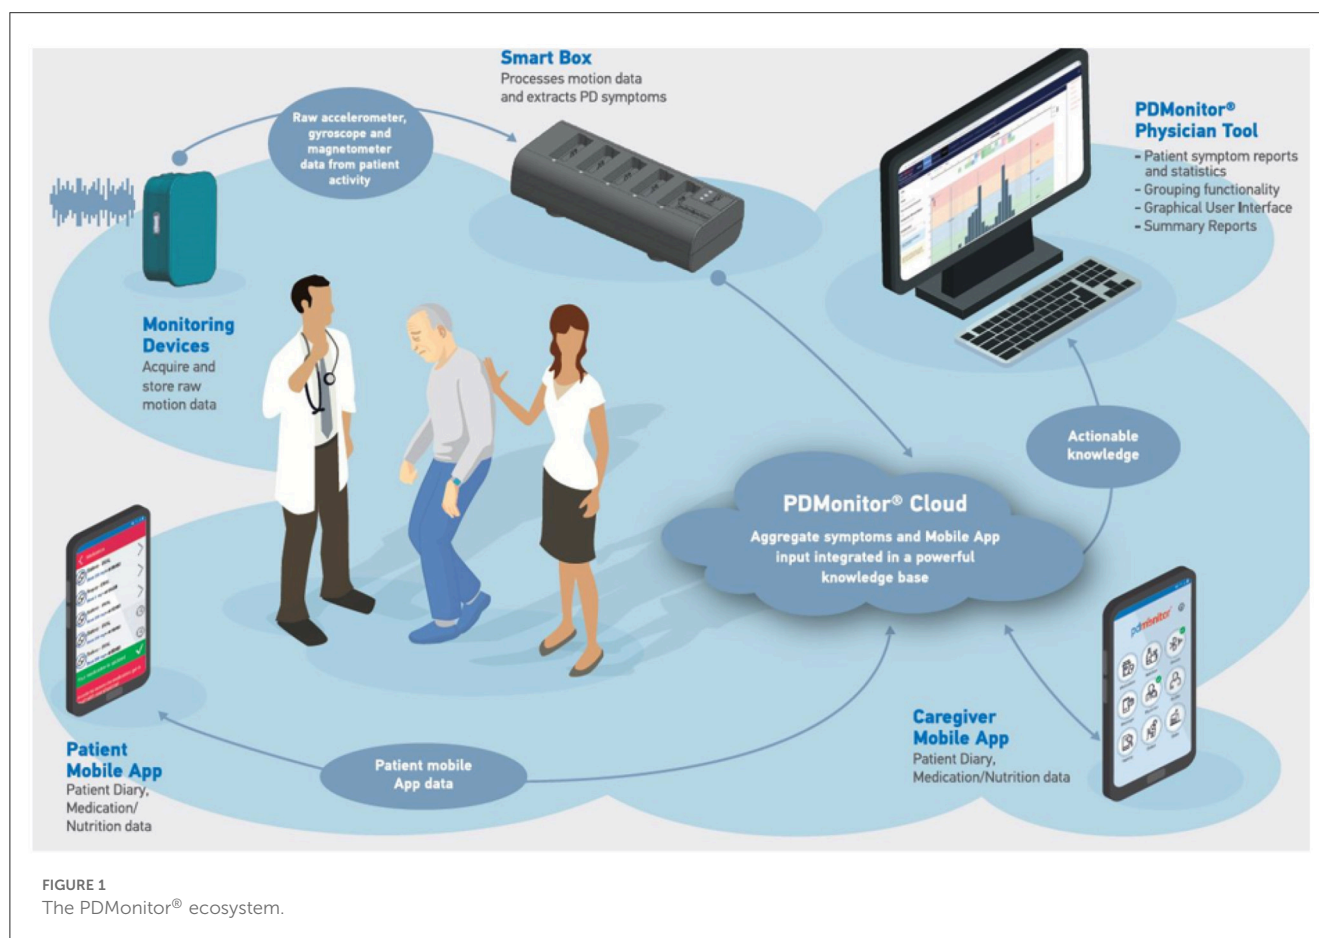 Smart Box
Processes motion data
and extracts PD symptoms
Raw accelerometer,
gyroscope and
magnetometer
data from patient
activity
PDMonitor®
Physician Tool
– Patient symptom reports
and statistics
– Grouping functionality
– Graphical User Interface
– Summary Reports
Monitoring
Devices
Acquire and
store raw
motion data
Actionable
knowledge
PDMonitor® Cloud
Aggregate symptoms and Mobile App
input integrated in a powerful
knowledge base
pdmonitor
Patient
Mobile App
Patient Diary,
Medication/
Nutrition data
Patient mobile
App data
Caregiver
Mobile App
Patient Diary,
Medication/Nutrition data
FIGURE 1
The PDMonitor® ecosystem.